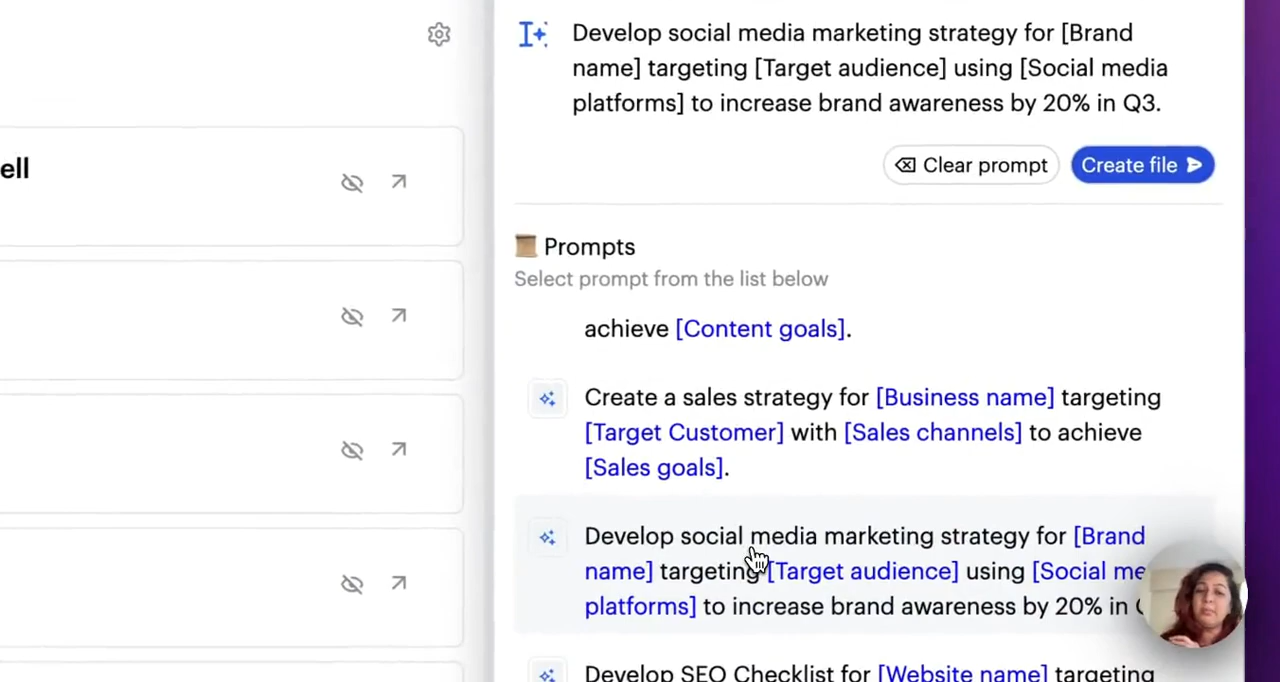 Develop social media marketing strategy for [Brand
name] targeting [Target audience] using [Social media
platforms] to increase brand awareness by 20% in Q3.
ell
Clear prompt
Create file
Prompts
Select prompt from the list below
achieve [Content goals].
Create a sales strategy for [Business name] targeting
[Target Customer] with [Sales channels] to achieve
[Sales goals].
Develop social media marketing strategy for [Brand
name] targeting [Target audience] using [Social me
platforms] to increase brand awareness by 20% in
Develop SEO Checklist for [Website name] targeting